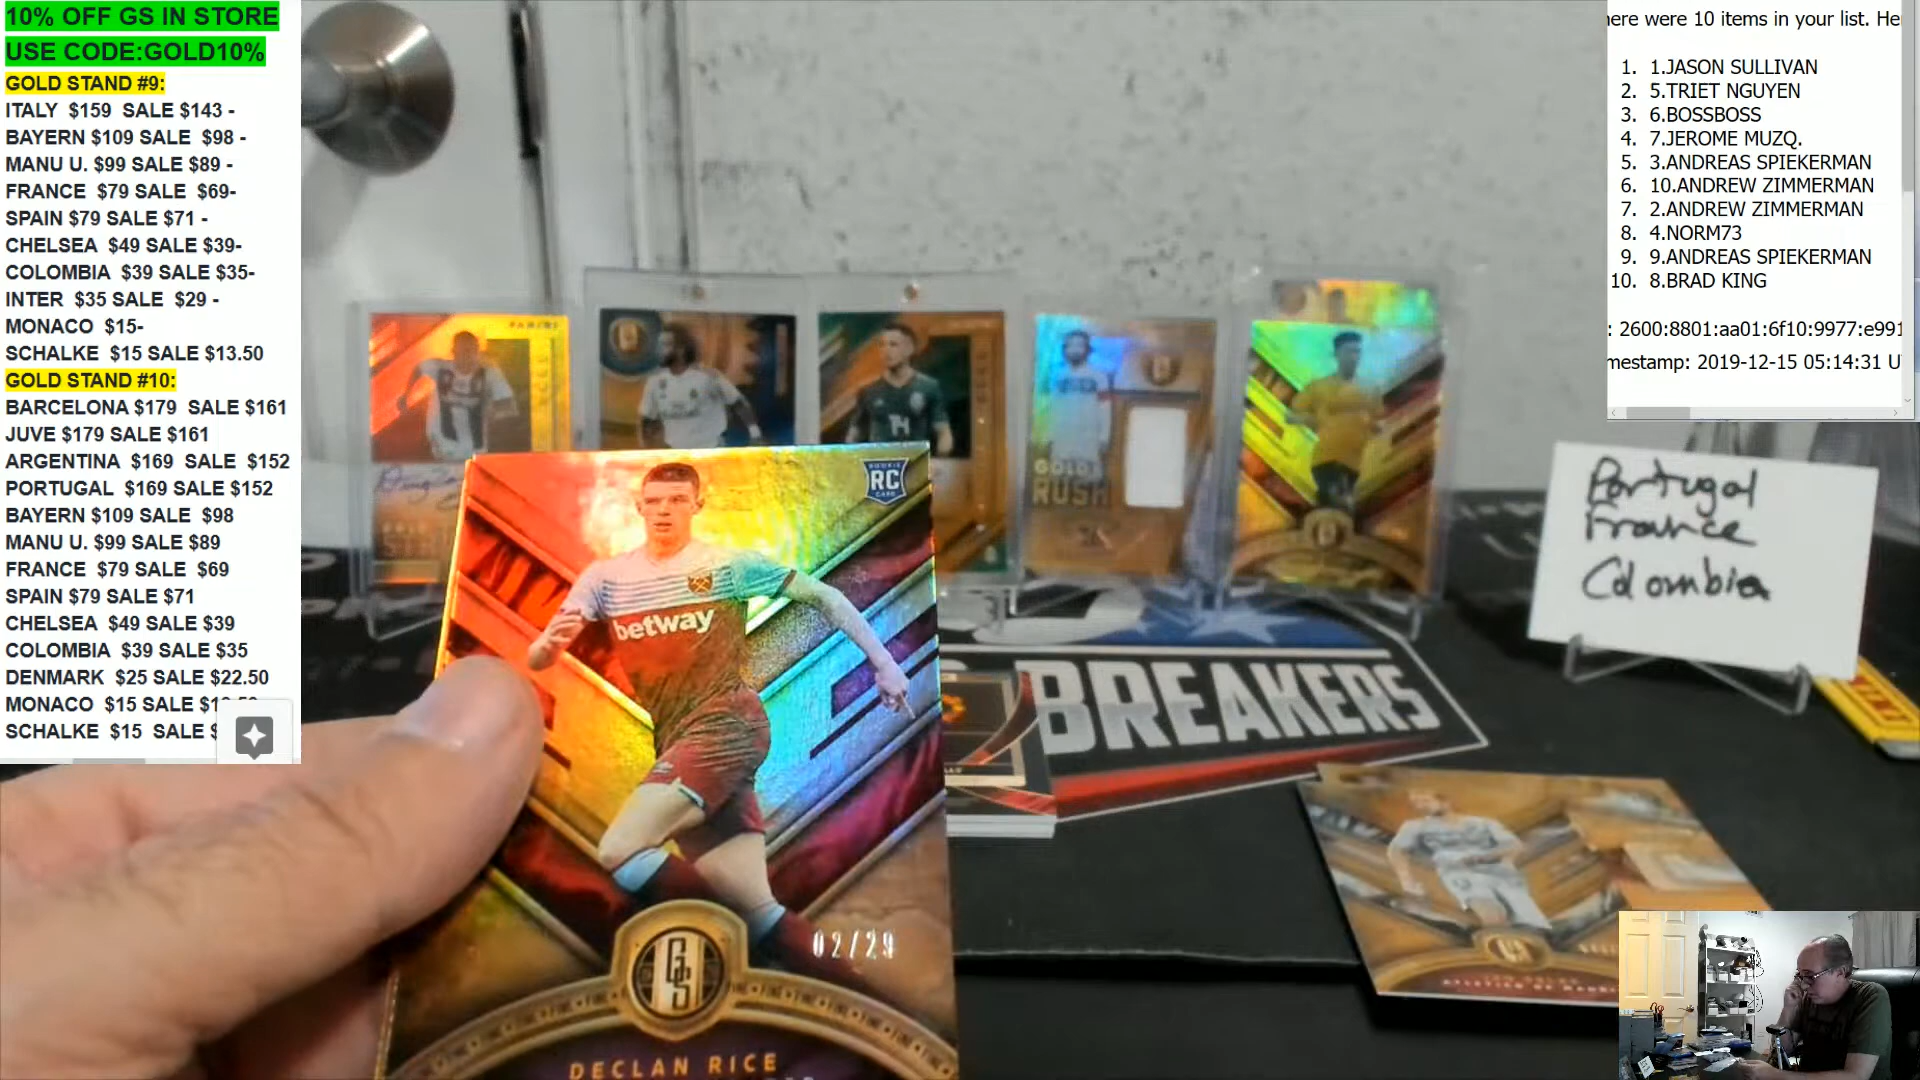 10% OFF GS IN STORE
USE CODE:GOLD10%
GOLD STAND #9:
ITALY $159 SALE $143 -
BAYERN $109 SALE $98 -
MANU U. $99 SALE $89 -
FRANCE $79 SALE $69-
SPAIN $79 SALE $71 -
CHELSEA $49 SALE $39-
COLOMBIA $39 SALE $35-
INTER $35 SALE $29 -
MONACO $15-
SCHALKE $15 SALE $13.50
GOLD STAND #10:
BARCELONA $179 SALE $161
JUVE $179 SALE $161
ARGENTINA $169 SALE $152
PORTUGAL $169 SALE $152
BAYERN $109 SALE $98
MANU U. $99 SALE $89
FRANCE $79 SALE $69
SPAIN $79 SALE $71
CHELSEA $49 SALE $39
COLOMBIA $39 SALE $35
DENMARK $25 SALE $22.50
MONACO $15 SALE
SCHALKE $15 SALE $
were 10 items in your list. He
1. 1.JASON SULLIVAN
2. 5.TRIET NGUYEN
3. 6.BOSSBOSS
4. 7.JEROME MUZQ.
5. 3.ANDREAS SPIEKERMAN
6. 10.ANDREW ZIMMERMAN
7. 2.ANDREW ZIMMERMAN
8. 4.NORM73
9. 9.ANDREAS SPIEKERMAN
10. 8.BRAD KING
: 2600:8801:aa01:6f10:9977:e991
mestamp: 2019-12-15 05:14:31 U
Portugal
France
Colombia
PANINI
GOLD
RUSH
ROOKIE
RC
CARD
betway
02/29
GS
DECLAN RICE
BREAKERS